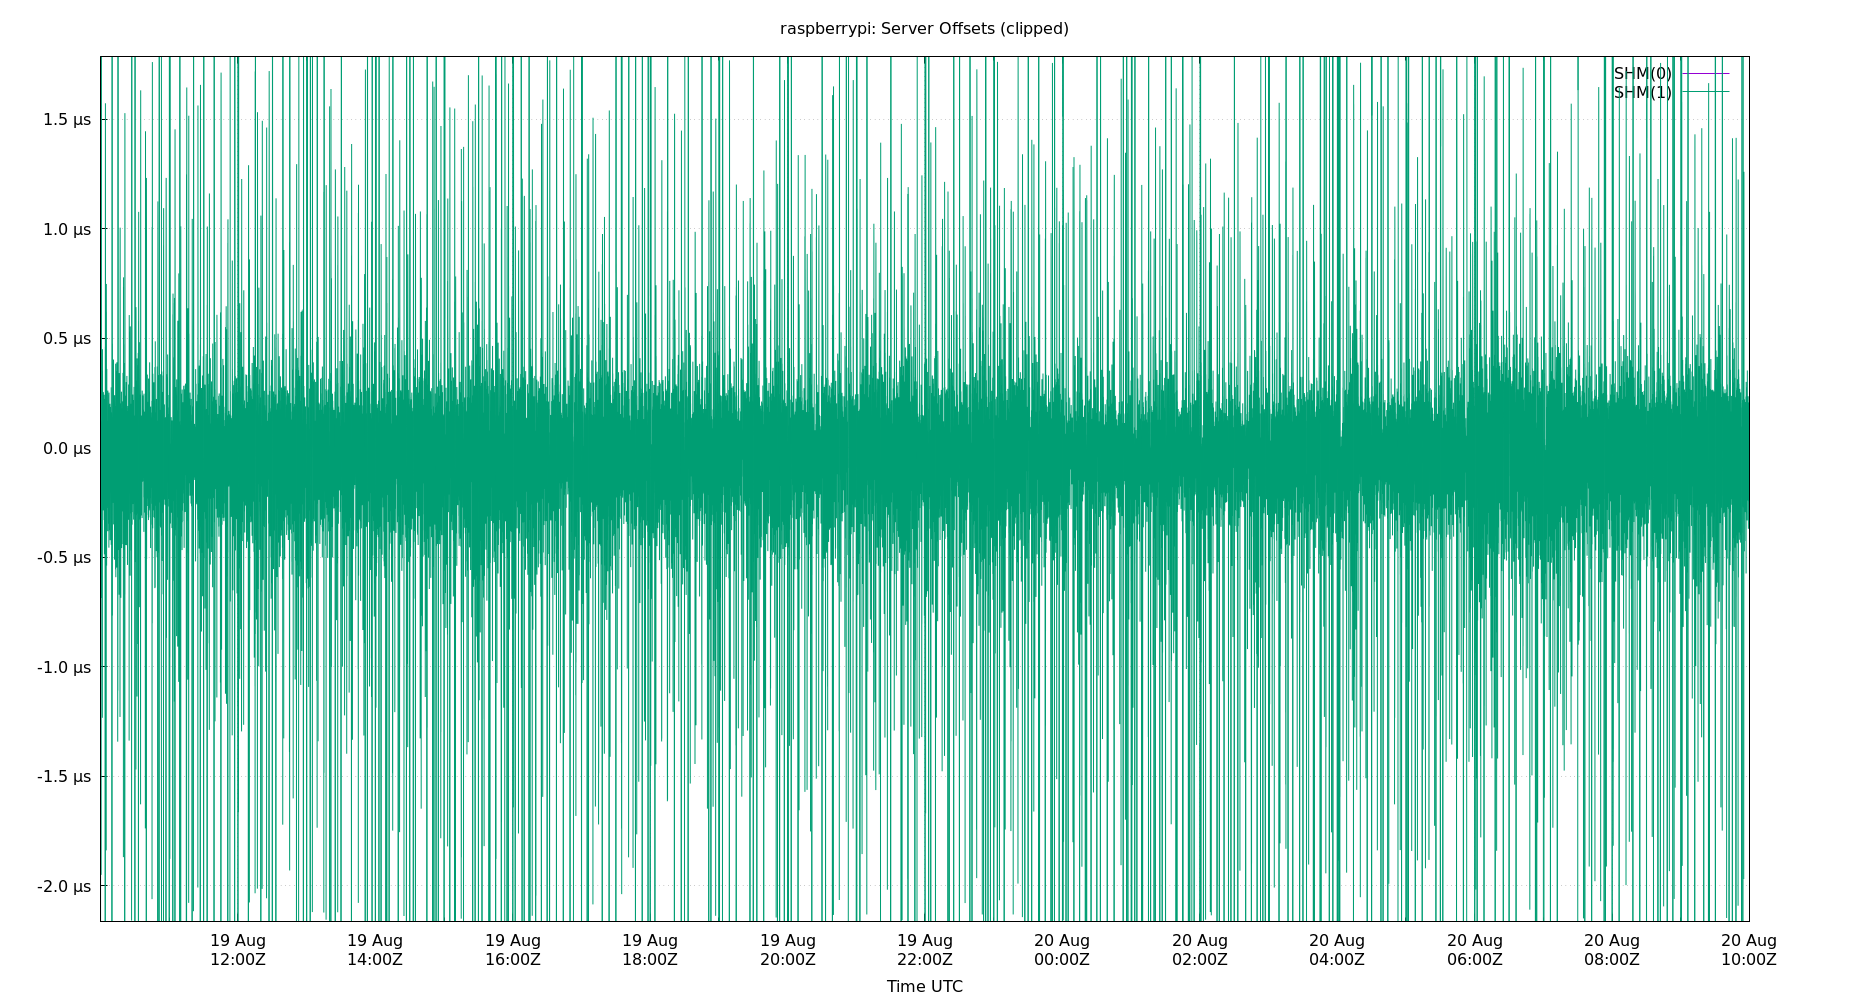 raspberrypi: Server Offsets (clipped)
SHM(0)
SHM(1)
1.5 µs
1.0 µs
0.5 µs
0.0 µs
-0.5 µs
-1.0 µs
-1.5 µs
-2.0 µs
19 Aug 19 Aug 19 Aug 19 Aug 19 Aug 19 Aug 20 Aug 20 Aug 20 Aug 20 Aug 20 Aug 20 Aug
12:00Z 14:00Z 16:00Z 18:00Z 20:00Z 22:00Z 00:00Z 02:00Z 04:00Z 06:00Z 08:00Z 10:00Z
Time UTC